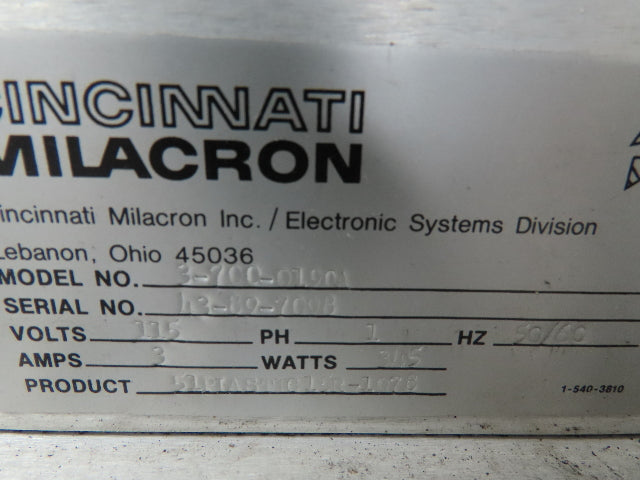 CINCINNATI
MILACRON
Cincinnati Milacron Inc. / Electronic Systems Division
Lebanon, Ohio 45036
MODEL NO.
SERIAL NO.
VOLTS 115 PH 1 HZ 50/60
AMPS 3 WATTS 345
PRODUCT
1-540-3810